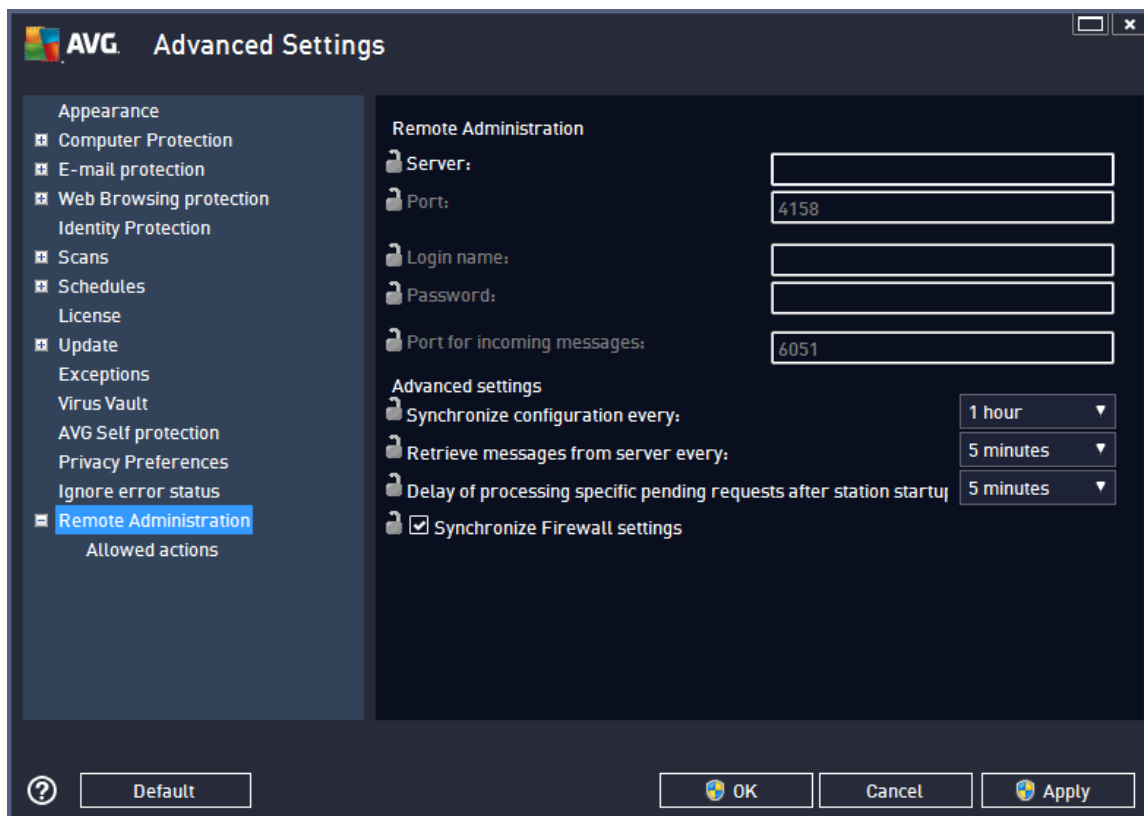 AVG. Advanced Settings
Appearance
Computer Protection
E-mail protection
Web Browsing protection
Identity Protection
Scans
Schedules
License
Update
Exceptions
Virus Vault
AVG Self protection
Privacy Preferences
Ignore error status
Remote Administration
Allowed actions
Remote Administration
Server:
Port: 4158
Login name:
Password:
Port for incoming messages: 6051
Advanced settings
Synchronize configuration every: 1 hour
Retrieve messages from server every: 5 minutes
Delay of processing specific pending requests after station startup 5 minutes
Synchronize Firewall settings
Default OK Cancel Apply